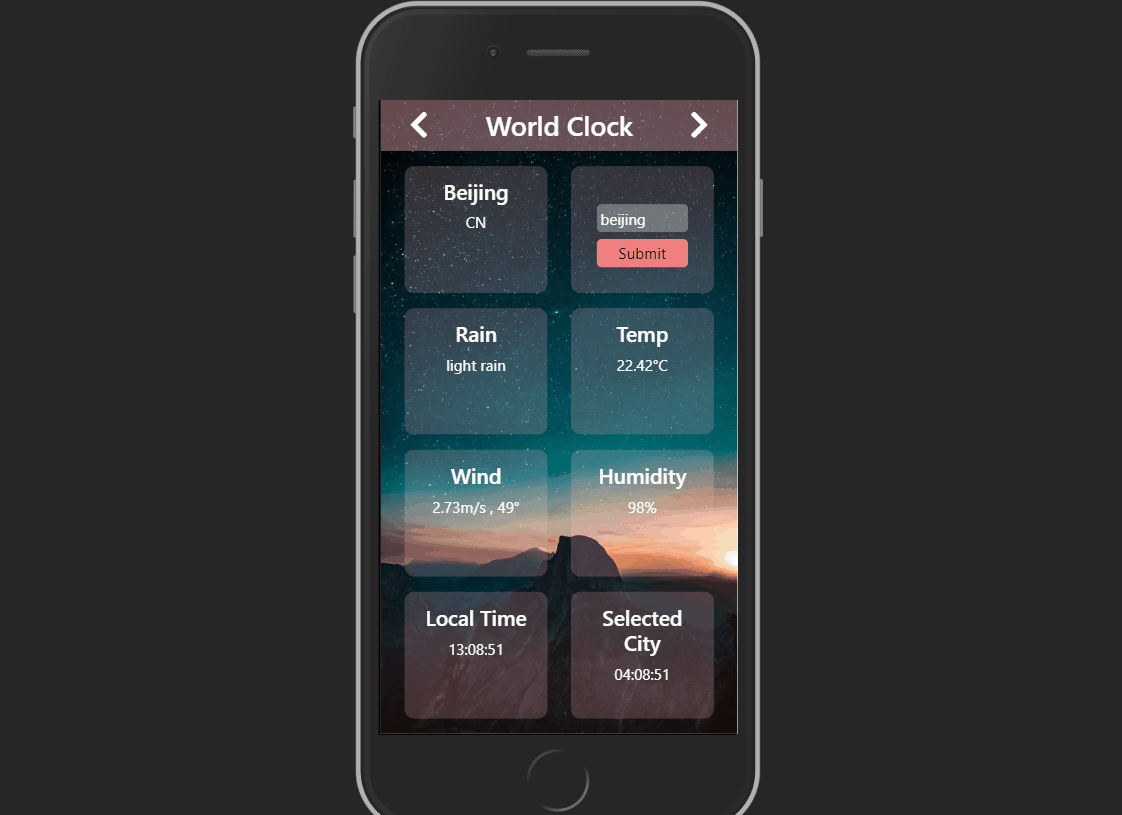 World Clock
Beijing
CN
beijing
Submit
Rain
light rain
Temp
22.42°C
Wind
2.73m/s , 49°
Humidity
98%
Local Time
13:08:51
Selected
City
04:08:51